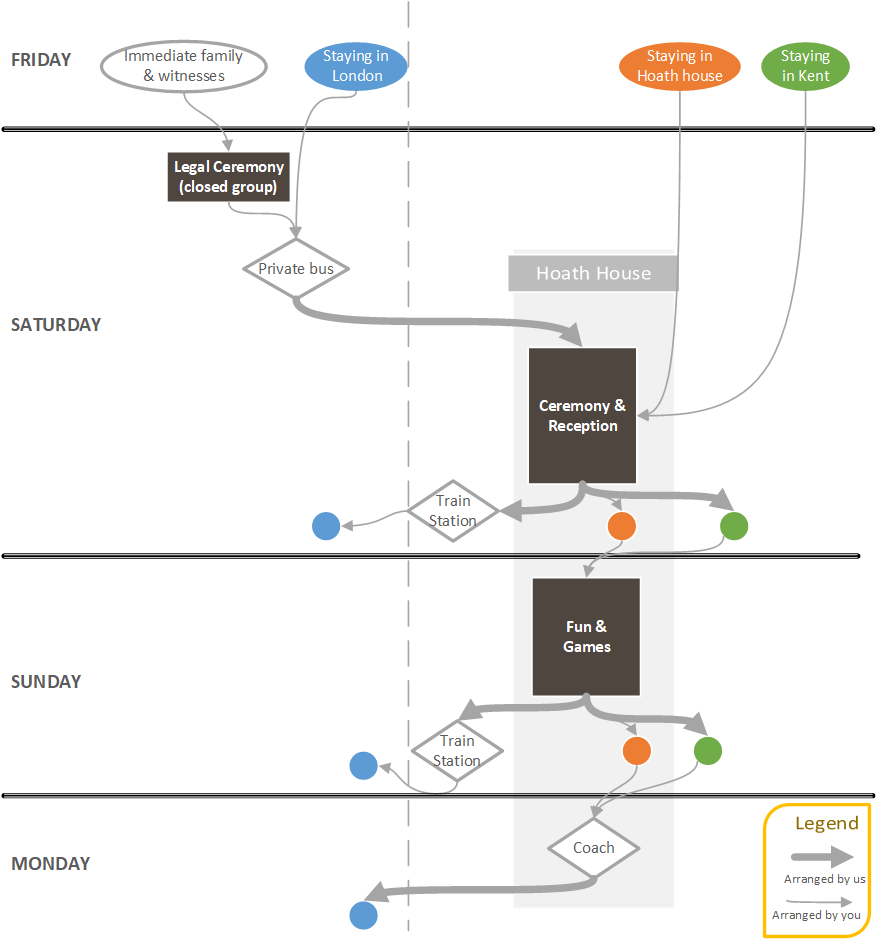 FRIDAY
Immediate family
& witnesses
Staying in
London
Staying in
Hoath house
Staying
in Kent
Legal Ceremony
(closed group)
Private bus
Hoath House
SATURDAY
Ceremony &
Reception
Train
Station
Fun &
Games
SUNDAY
Train
Station
MONDAY
Coach
Legend
Arranged by us
Arranged by you